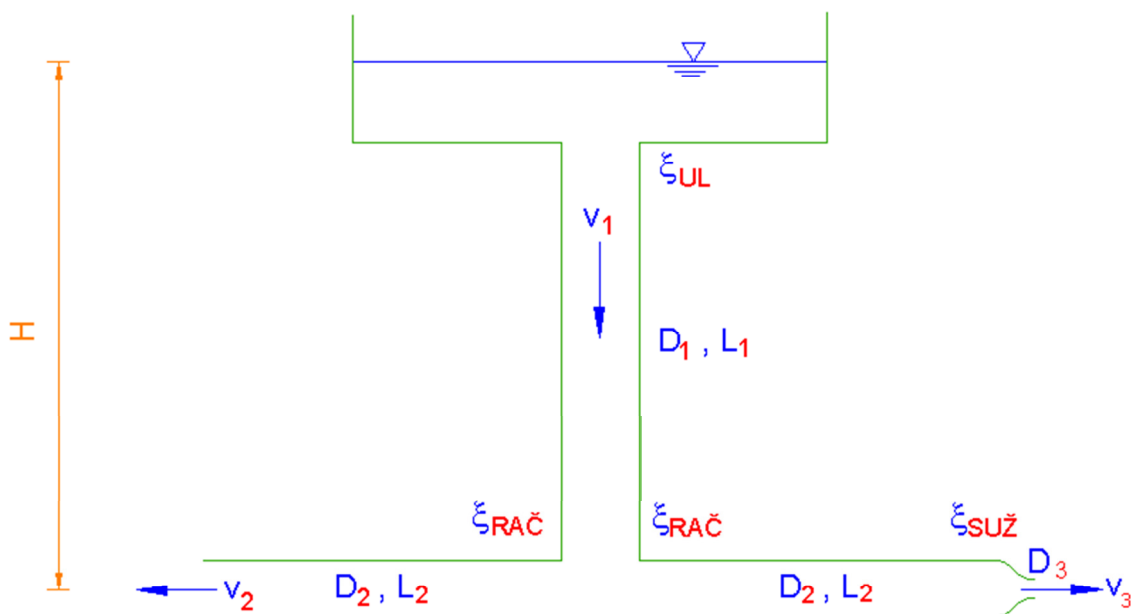 ξUL
v1
H
D1 , L1
ξRAČ
ξRAČ
ξSUŽ
v2
D2 , L2
D2 , L2
D3
v3